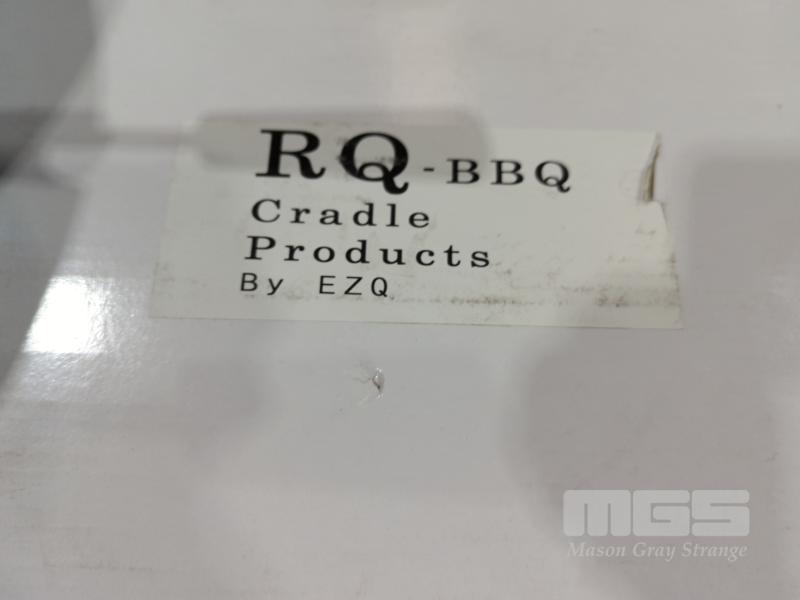 RQ-BBQ
Cradle
Products
By EZQ
MGS
Mason Gray Strange